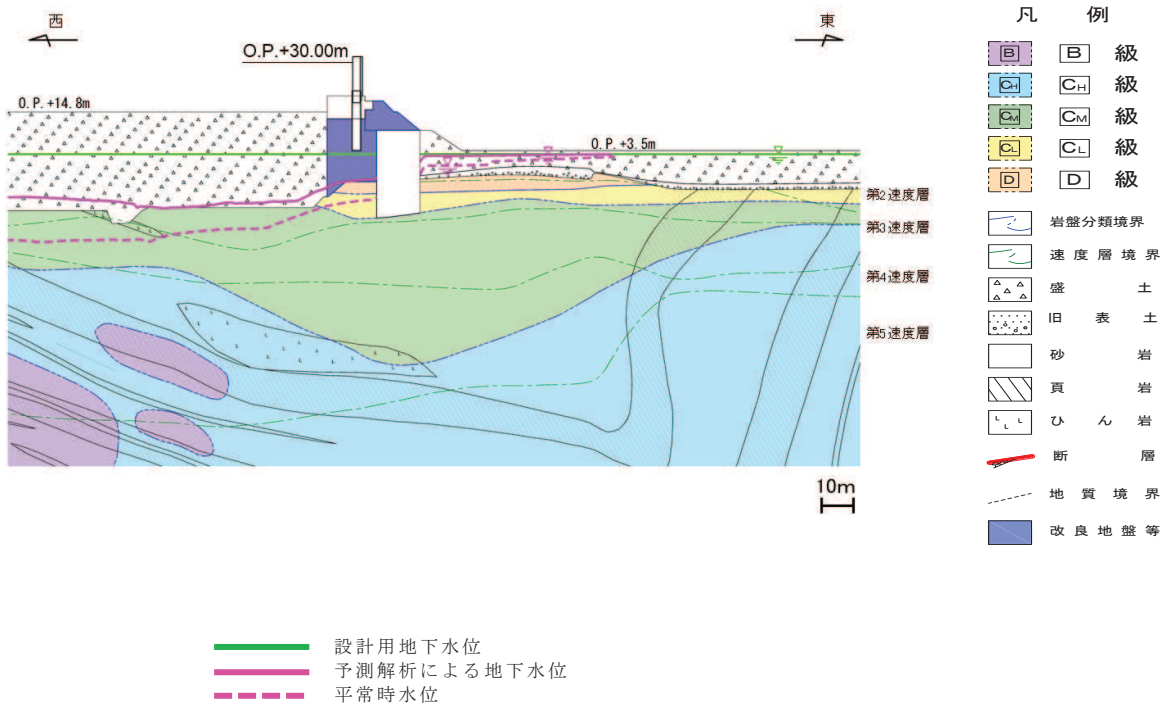 西
東
O.P.+30.00m
O.P.+14.8m
O.P.+3.5m
第2速度層
第3速度層
第4速度層
第5速度層
10m
凡 例
B B 級
CH CH 級
CM CM 級
CL CL 級
D D 級
岩盤分類境界
速度層境界
盛土
旧表土
砂岩
頁岩
ひん岩
断層
地質境界
改良地盤等
設計用地下水位
予測解析による地下水位
平常時水位